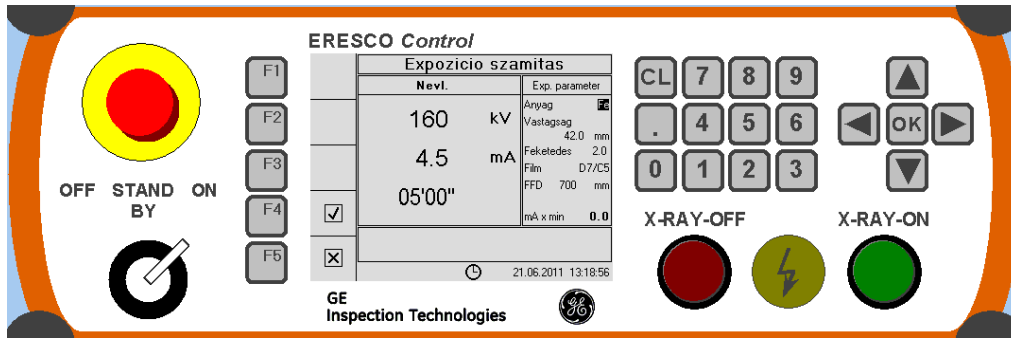 ERESCO Control
F1
F2
F3
F4
F5
OFF STAND BY ON
Expozicio szamitas
Nevl.
160 kV
4.5 mA
05'00"
Exp. parameter
Anyag Fe
Vastagsag
42.0 mm
Feketedes 2.0
Film D7/C5
FFD 700 mm
mA x min 0.0
21.06.2011 13:18:56
GE
Inspection Technologies
GE
CL 7 8 9
. 4 5 6
0 1 2 3
OK
X-RAY-OFF
X-RAY-ON